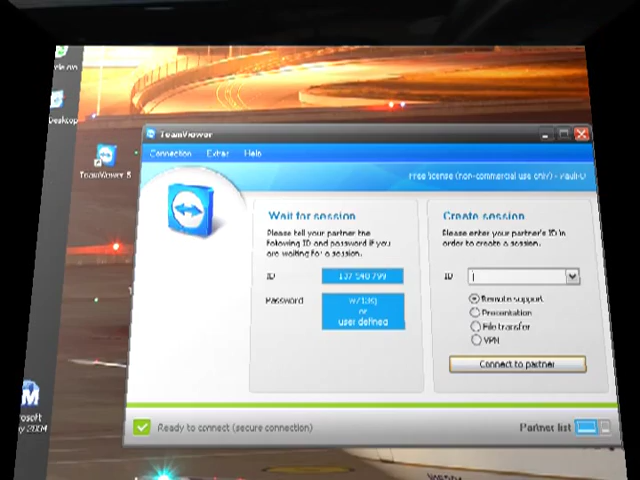 Desktop
TeamViewer
TeamViewer
Connection Extras Help
Free license (non-commercial use only) -
Wait for session
Please tell your partner the
following ID and password if you
are waiting for a session.
ID
Password
or
user defined
Create session
Please enter your partner's ID in
order to create a session.
ID
Remote support
Presentation
File transfer
VPN
Connect to partner
Ready to connect (secure connection)
Partner list